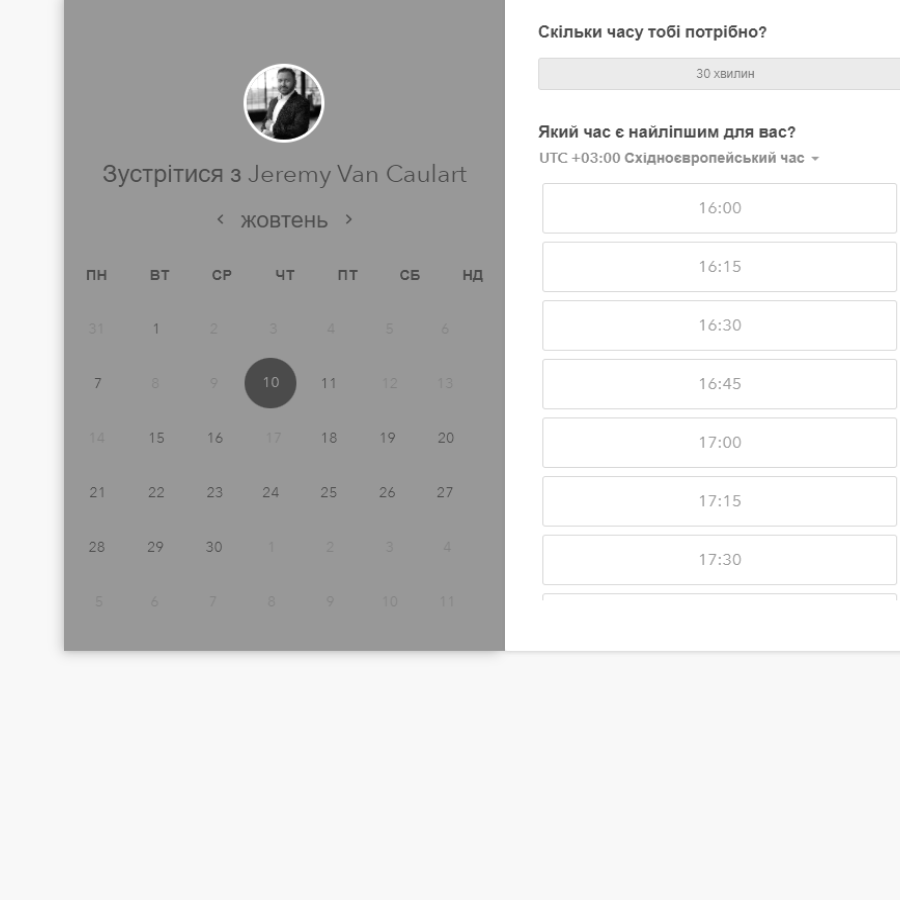 Зустрітися з Jeremy Van Caulart
жовтень
ПН ВТ СР ЧТ ПТ СБ НД
31 1 2 3 4 5 6
7 8 9 10 11 12 13
14 15 16 17 18 19 20
21 22 23 24 25 26 27
28 29 30 1 2 3 4
5 6 7 8 9 10 11
Скільки часу тобі потрібно?
30 хвилин
Який час є найліпшим для вас?
UTC +03:00 Східноєвропейський час
16:00
16:15
16:30
16:45
17:00
17:15
17:30